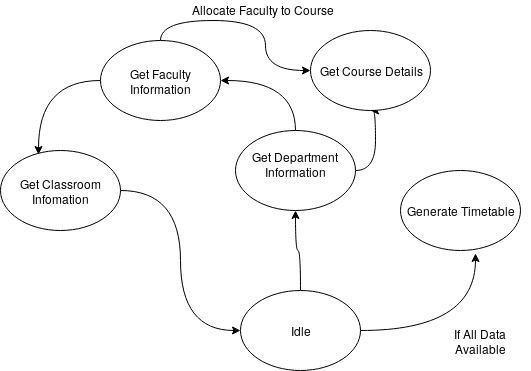 Allocate Faculty to Course
Get Faculty
Information
Get Course Details
Get Department
Information
Get Classroom
Infomation
Generate Timetable
Idle
If All Data
Available